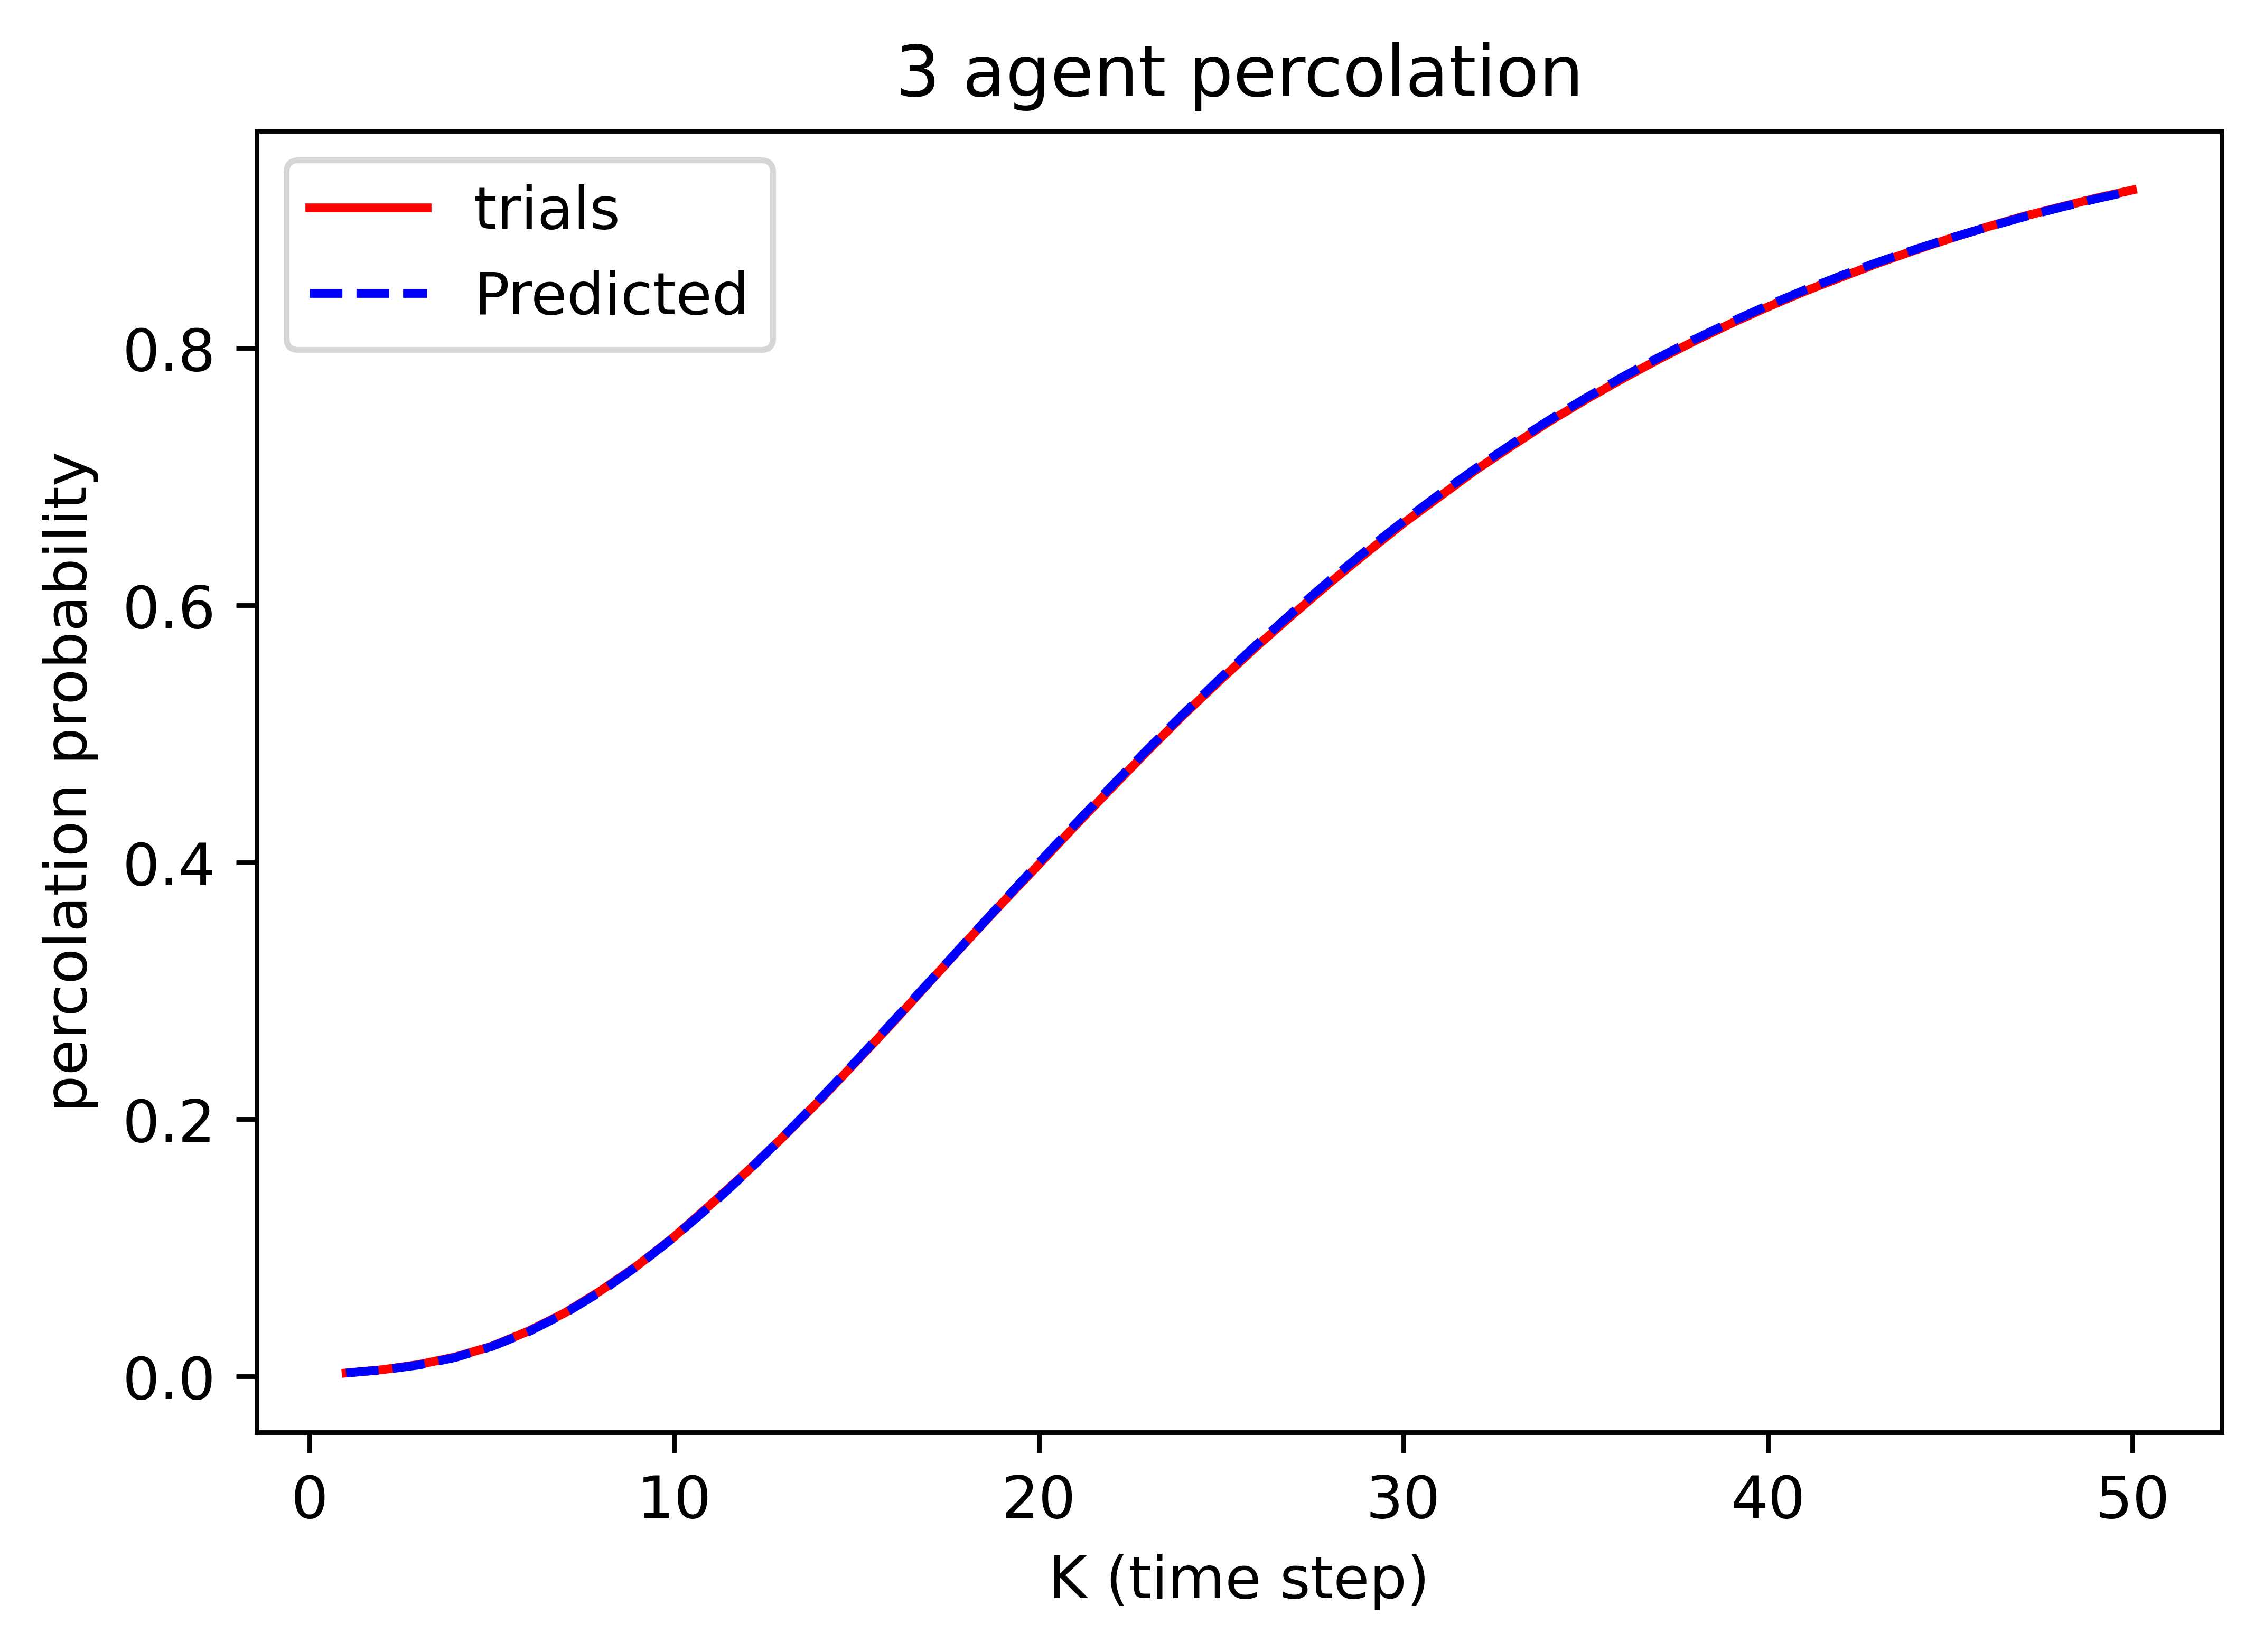 3 agent percolation
trials
Predicted
percolation probability
0.8
0.6
0.4
0.2
0.0
0 10 20 30 40 50
K (time step)